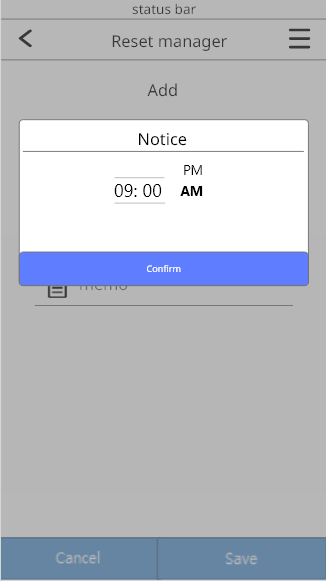 status bar
Reset manager
Add
Notice
PM
09: 00 AM
Confirm
memo
Cancel Save